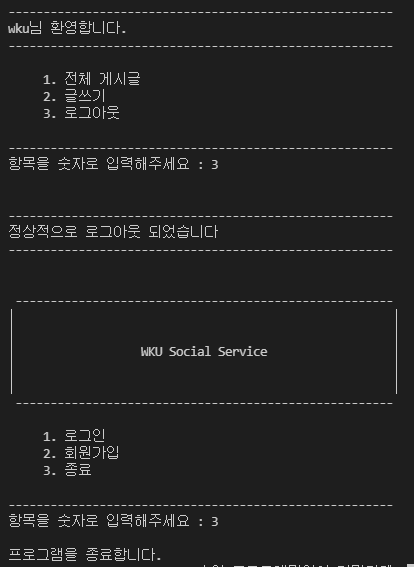 -------------------------------------------------------
wku님 환영합니다.
-------------------------------------------------------
1. 전체 게시글
2. 글쓰기
3. 로그아웃
-------------------------------------------------------
항목을 숫자로 입력해주세요 : 3
-------------------------------------------------------
정상적으로 로그아웃 되었습니다
-------------------------------------------------------
-------------------------------------------------------
WKU Social Service
-------------------------------------------------------
1. 로그인
2. 회원가입
3. 종료
-------------------------------------------------------
항목을 숫자로 입력해주세요 : 3
프로그램을 종료합니다.